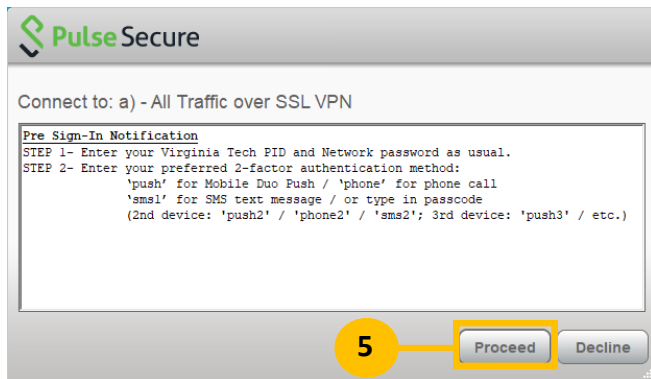 Pulse Secure
Connect to: a) - All Traffic over SSL VPN
Pre Sign-In Notification
STEP 1- Enter your Virginia Tech PID and Network password as usual.
STEP 2- Enter your preferred 2-factor authentication method:
‘push’ for Mobile Duo Push / ‘phone’ for phone call
‘sms1’ for SMS text message / or type in passcode
(2nd device: 'push2' / 'phone2' / 'sms2'; 3rd device: 'push3' / etc.)
5
Proceed
Decline